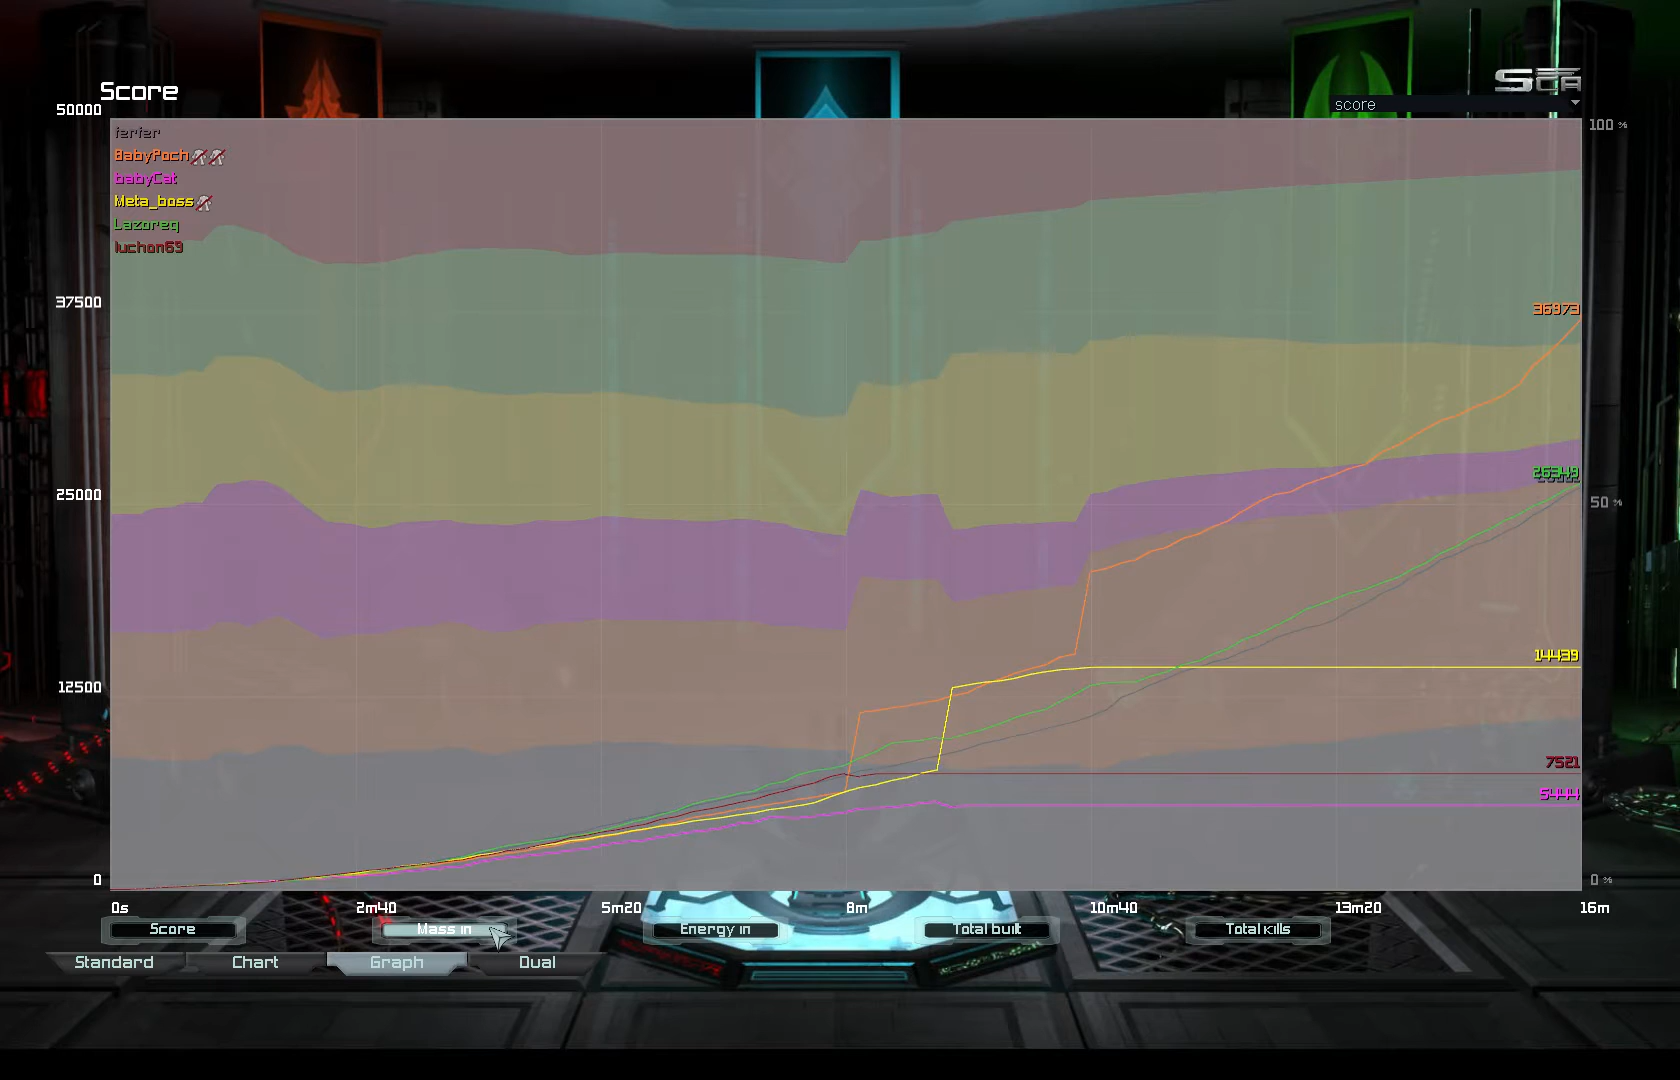 Score
50000
score
100 %
ferfer
BabyPoch
babyCat
Meta_boss
Lazoreq
luchon69
37500
36973
25000
26349
50 %
14439
12500
7521
5444
0
0 %
0s
2m40
5m20
8m
10m40
13m20
16m
Score
Mass in
Energy in
Total built
Total kills
Standard
Chart
Graph
Dual